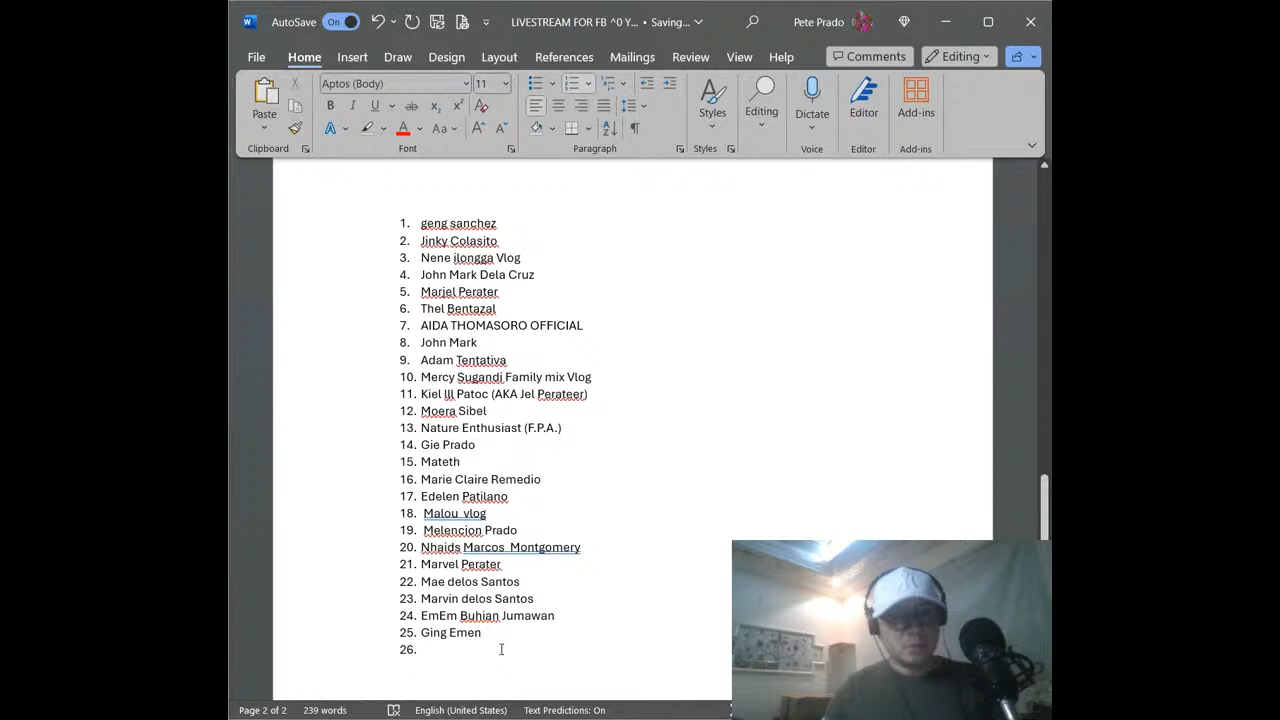 AutoSave On LIVESTREAM FOR FB ^0 Y... • Saving... Pete Prado
File Home Insert Draw Design Layout References Mailings Review View Help Comments Editing
Aptos (Body) 11
Paste Styles Editing Dictate Editor Add-ins
Clipboard Font Paragraph Styles Voice Editor Add-ins
1. geng sanchez
2. Jinky Colasito
3. Nene ilongga Vlog
4. John Mark Dela Cruz
5. Marjel Perater
6. Thel Bentazal
7. AIDA THOMASORO OFFICIAL
8. John Mark
9. Adam Tentativa
10. Mercy Sugandi Family mix Vlog
11. Kiel lll Patoc (AKA Jel Perateer)
12. Moera Sibel
13. Nature Enthusiast (F.P.A.)
14. Gie Prado
15. Mateth
16. Marie Claire Remedio
17. Edelen Patilano
18. Malou vlog
19. Melencion Prado
20. Nhaids Marcos Montgomery
21. Marvel Perater
22. Mae delos Santos
23. Marvin delos Santos
24. EmEm Buhian Jumawan
25. Ging Emen
26.
Page 2 of 2 239 words English (United States) Text Predictions: On